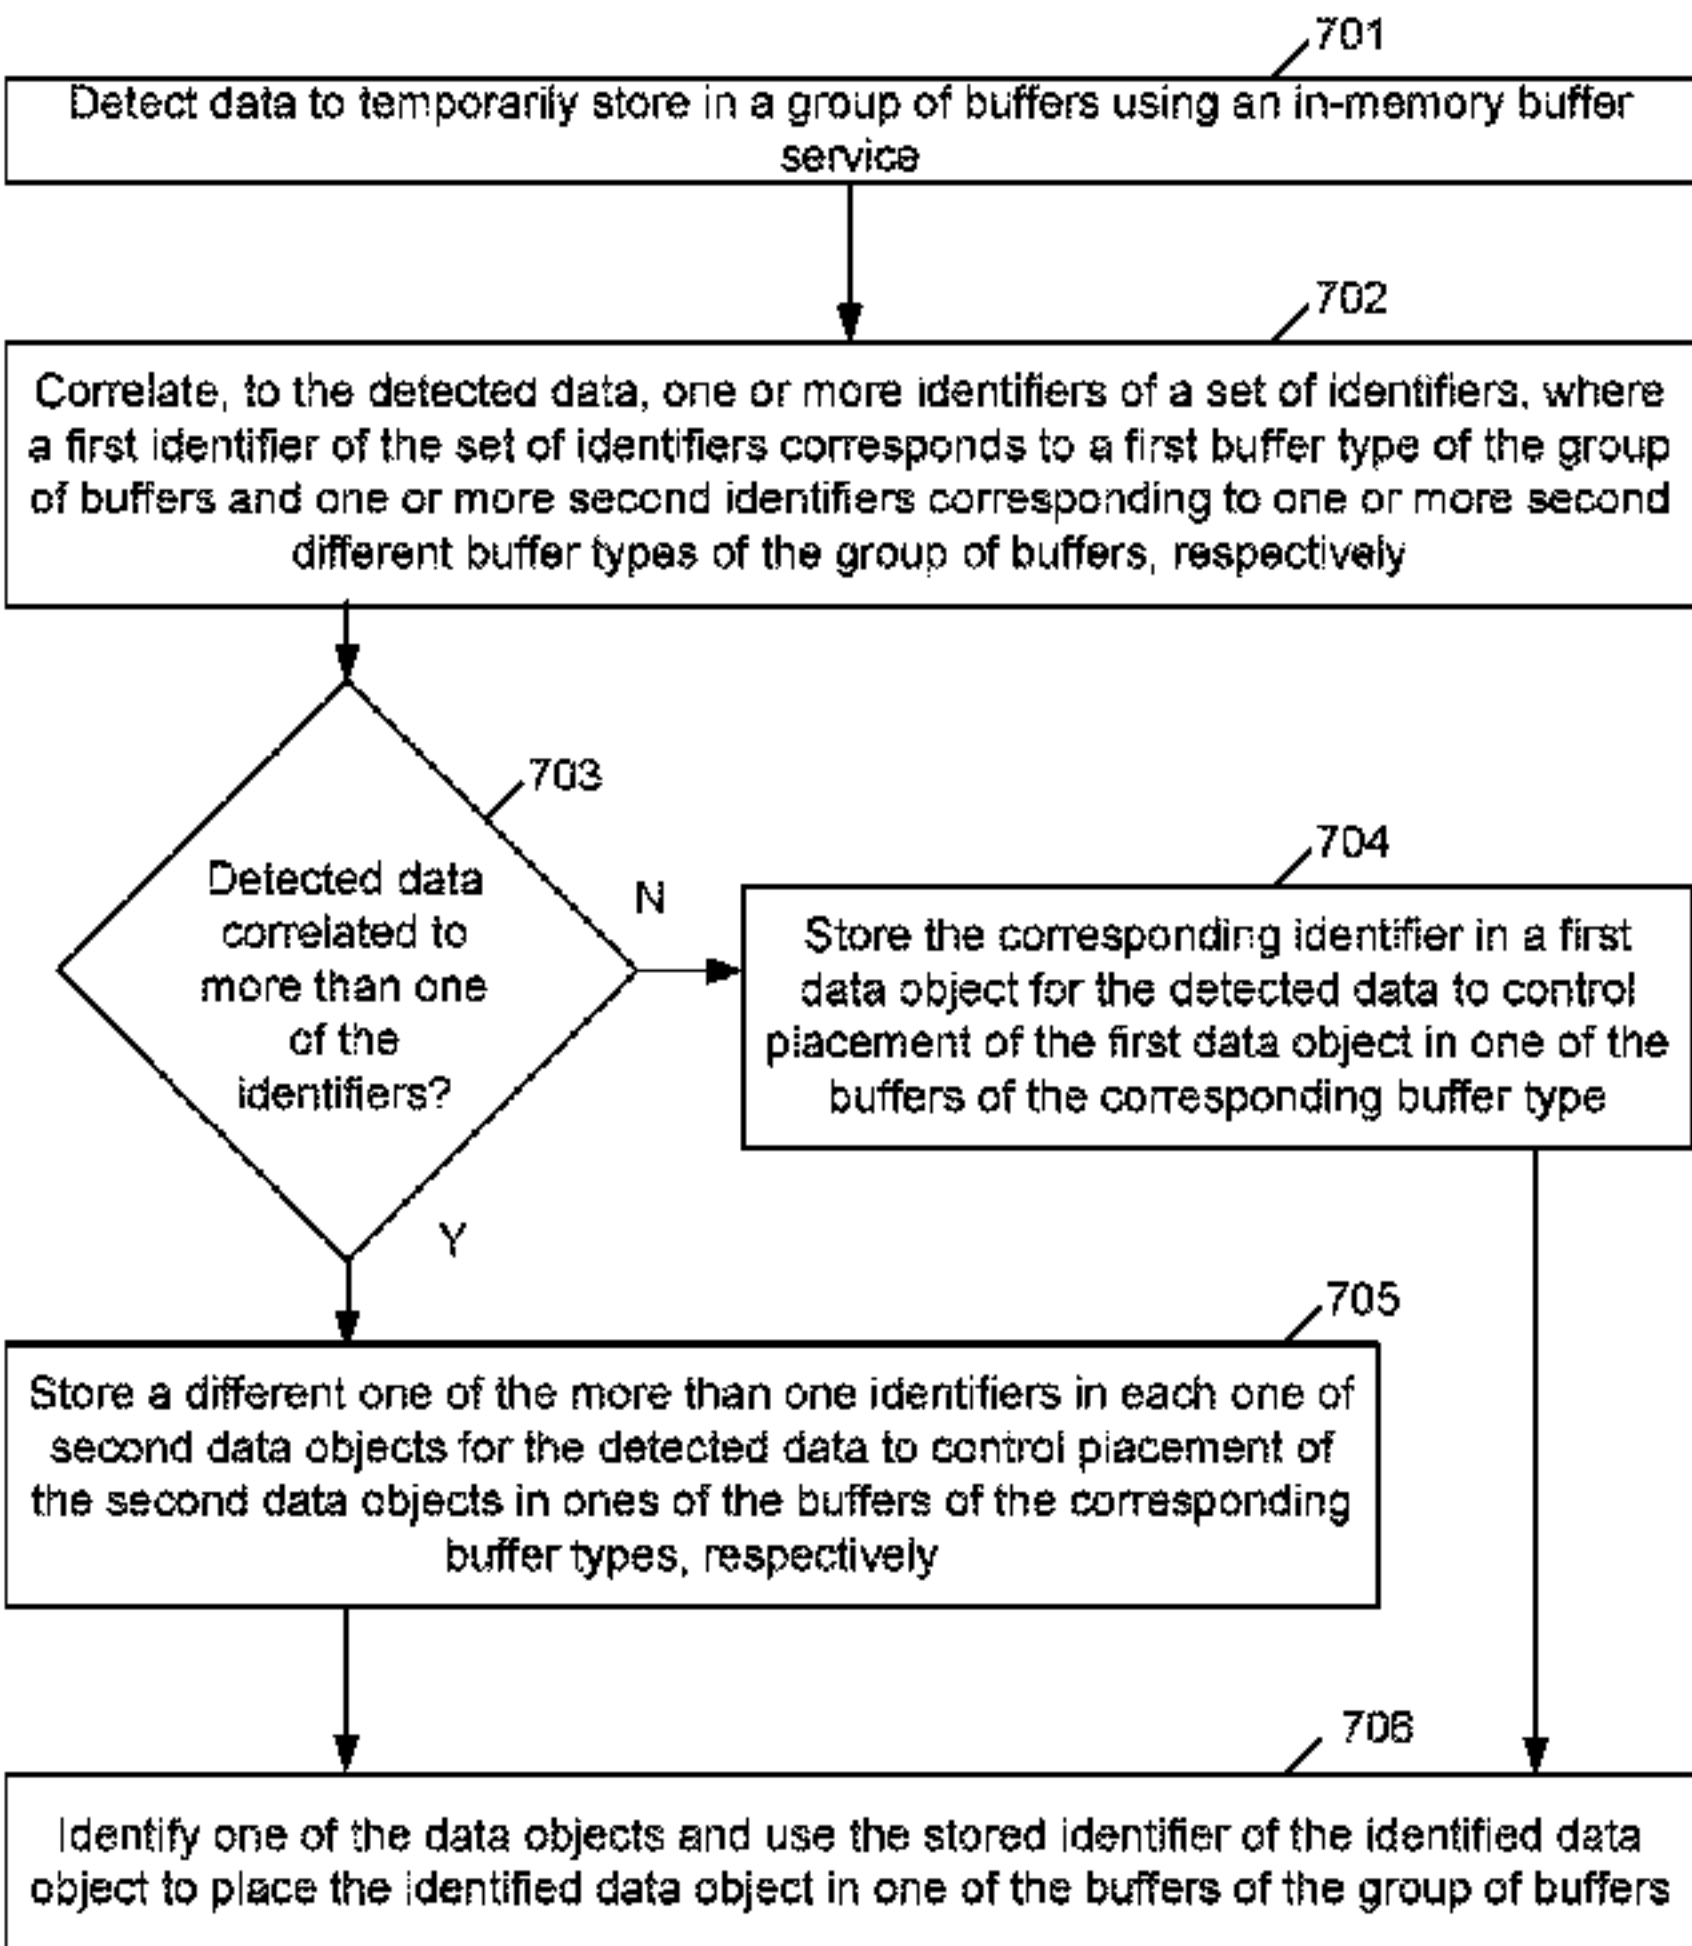 701
Detect data to temporarily store in a group of buffers using an in-memory buffer
service
702
Correlate, to the detected data, one or more identifiers of a set of identifiers, where
a first identifier of the set of identifiers corresponds to a first buffer type of the group
of buffers and one or more second identifiers corresponding to one or more second
different buffer types of the group of buffers, respectively
703
Detected data
correlated to
more than one
of the
identifiers?
N
704
Store the corresponding identifier in a first
data object for the detected data to control
placement of the first data object in one of the
buffers of the corresponding buffer type
Y
705
Store a different one of the more than one identifiers in each one of
second data objects for the detected data to control placement of
the second data objects in ones of the buffers of the corresponding
buffer types, respectively
706
Identify one of the data objects and use the stored identifier of the identified data
object to place the identified data object in one of the buffers of the group of buffers